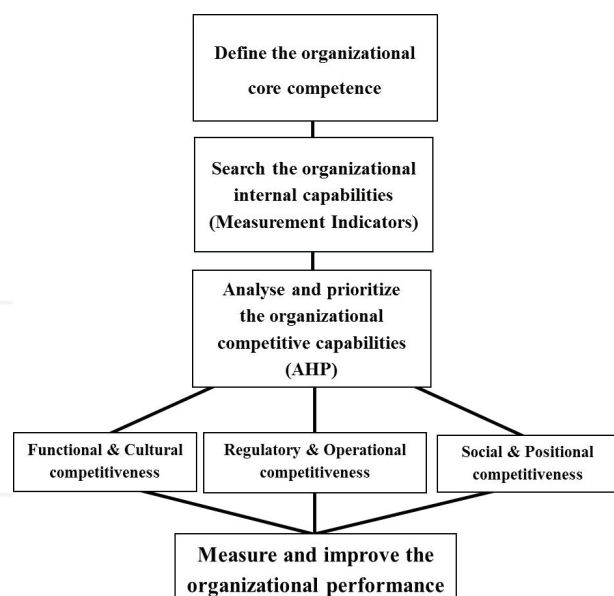 Define the organizational
core competence
Search the organizational
internal capabilities
(Measurement Indicators)
Analyse and prioritize
the organizational
competitive capabilities
(AHP)
Functional & Cultural
competitiveness
Regulatory & Operational
competitiveness
Social & Positional
competitiveness
Measure and improve the
organizational performance